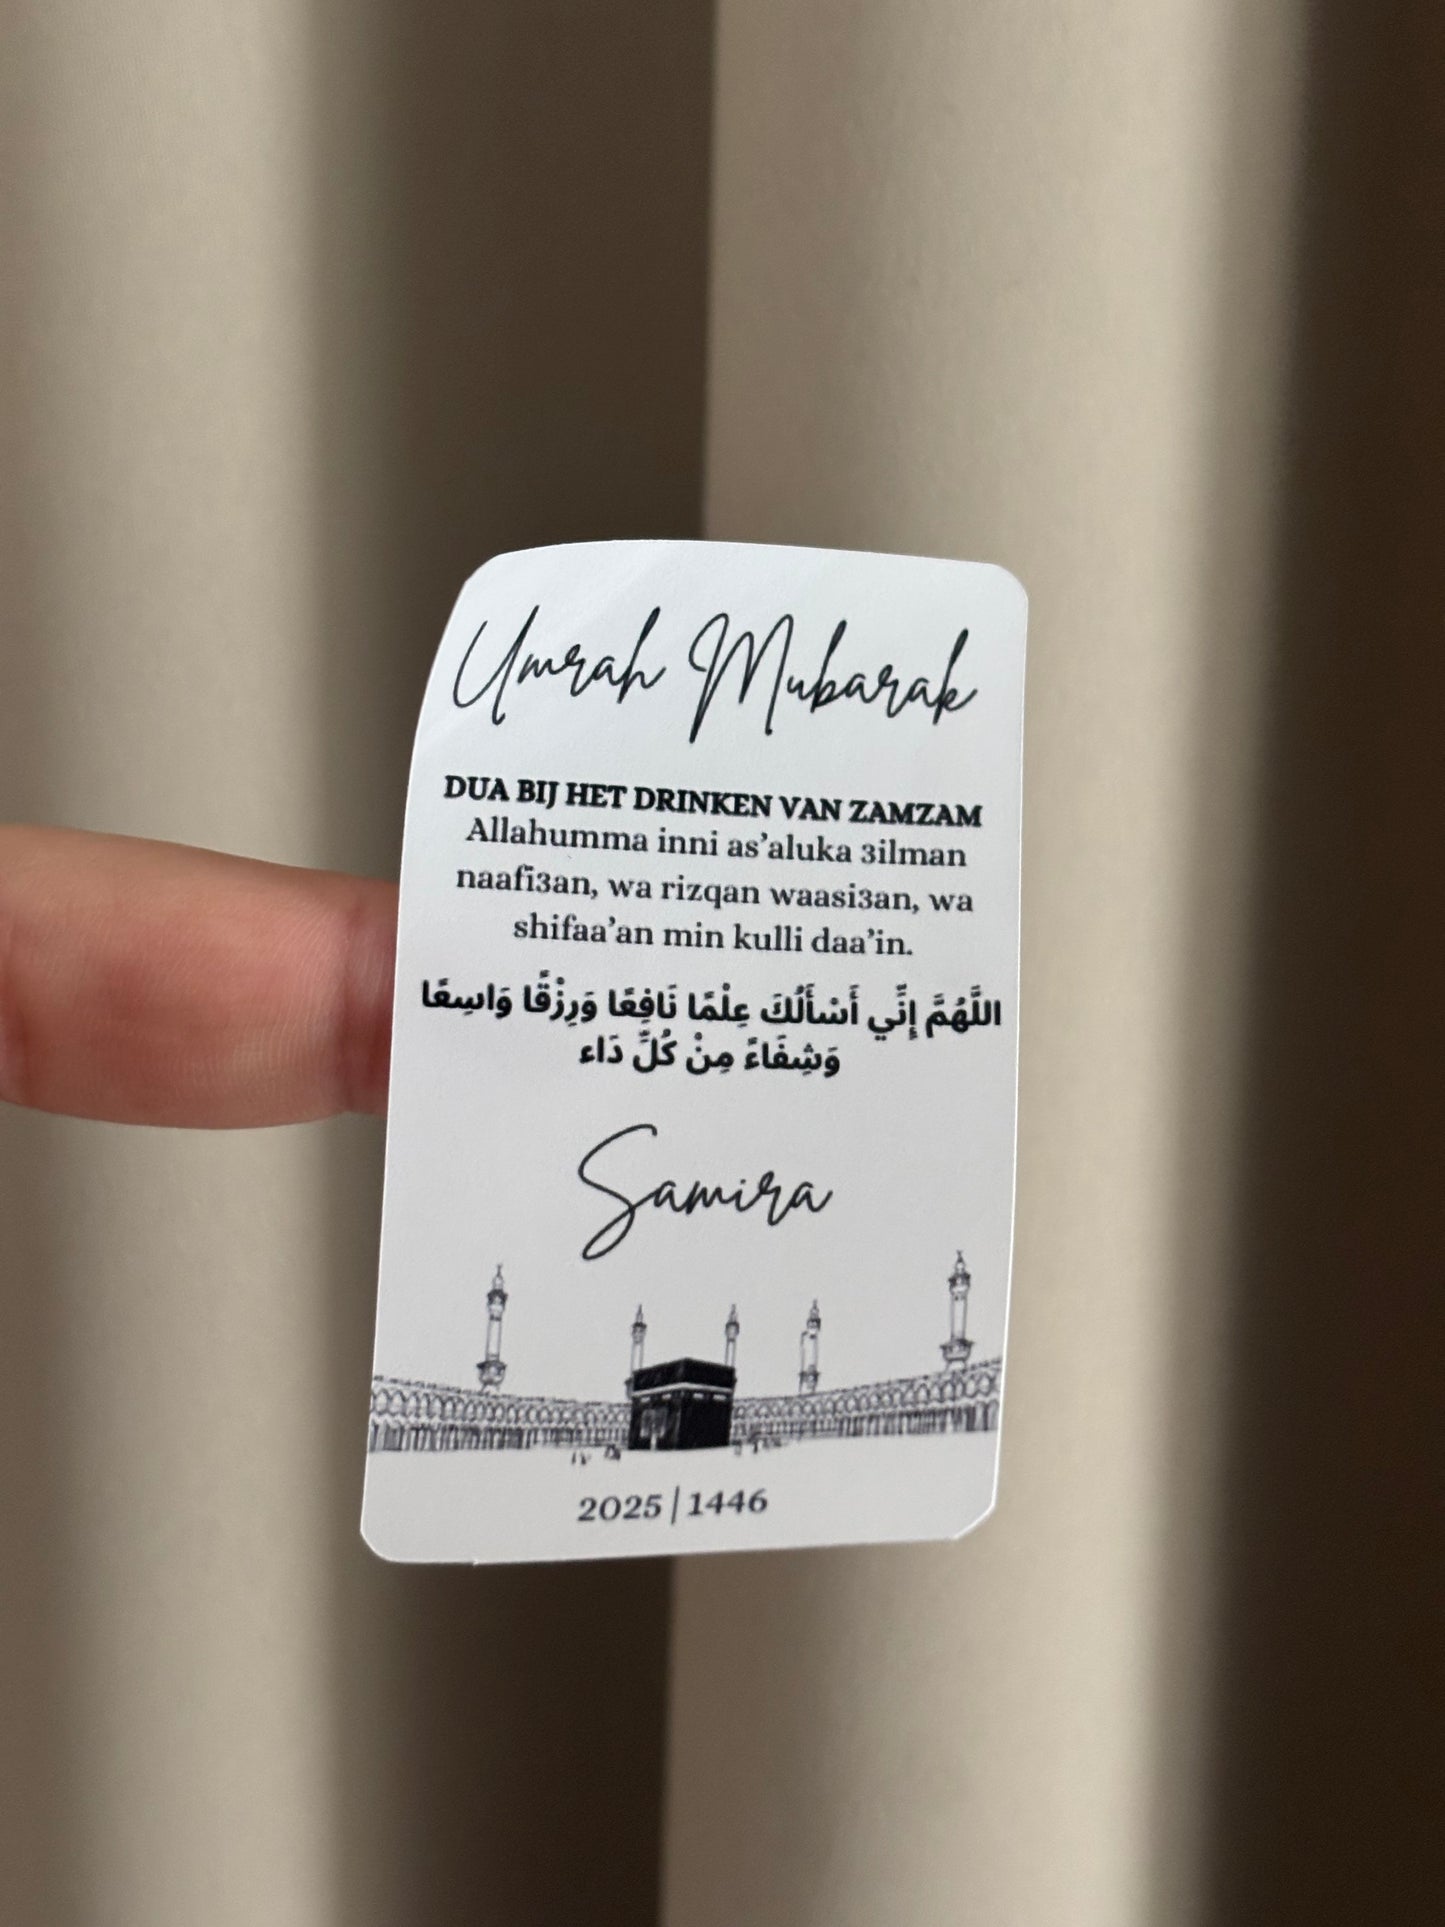 Umrah Mubarak
DUA BIJ HET DRINKEN VAN ZAMZAM
Allahumma inni as’aluka 3ilman
naafi3an, wa rizqan waasi3an, wa
shifaa’an min kulli daa’in.
اللَّهُمَّ إِنِّي أَسْأَلُكَ عِلْمًا نَافِعًا وَرِزْقًا وَاسِعًا
وَشِفَاءً مِنْ كُلِّ دَاء
Samira
2025 | 1446